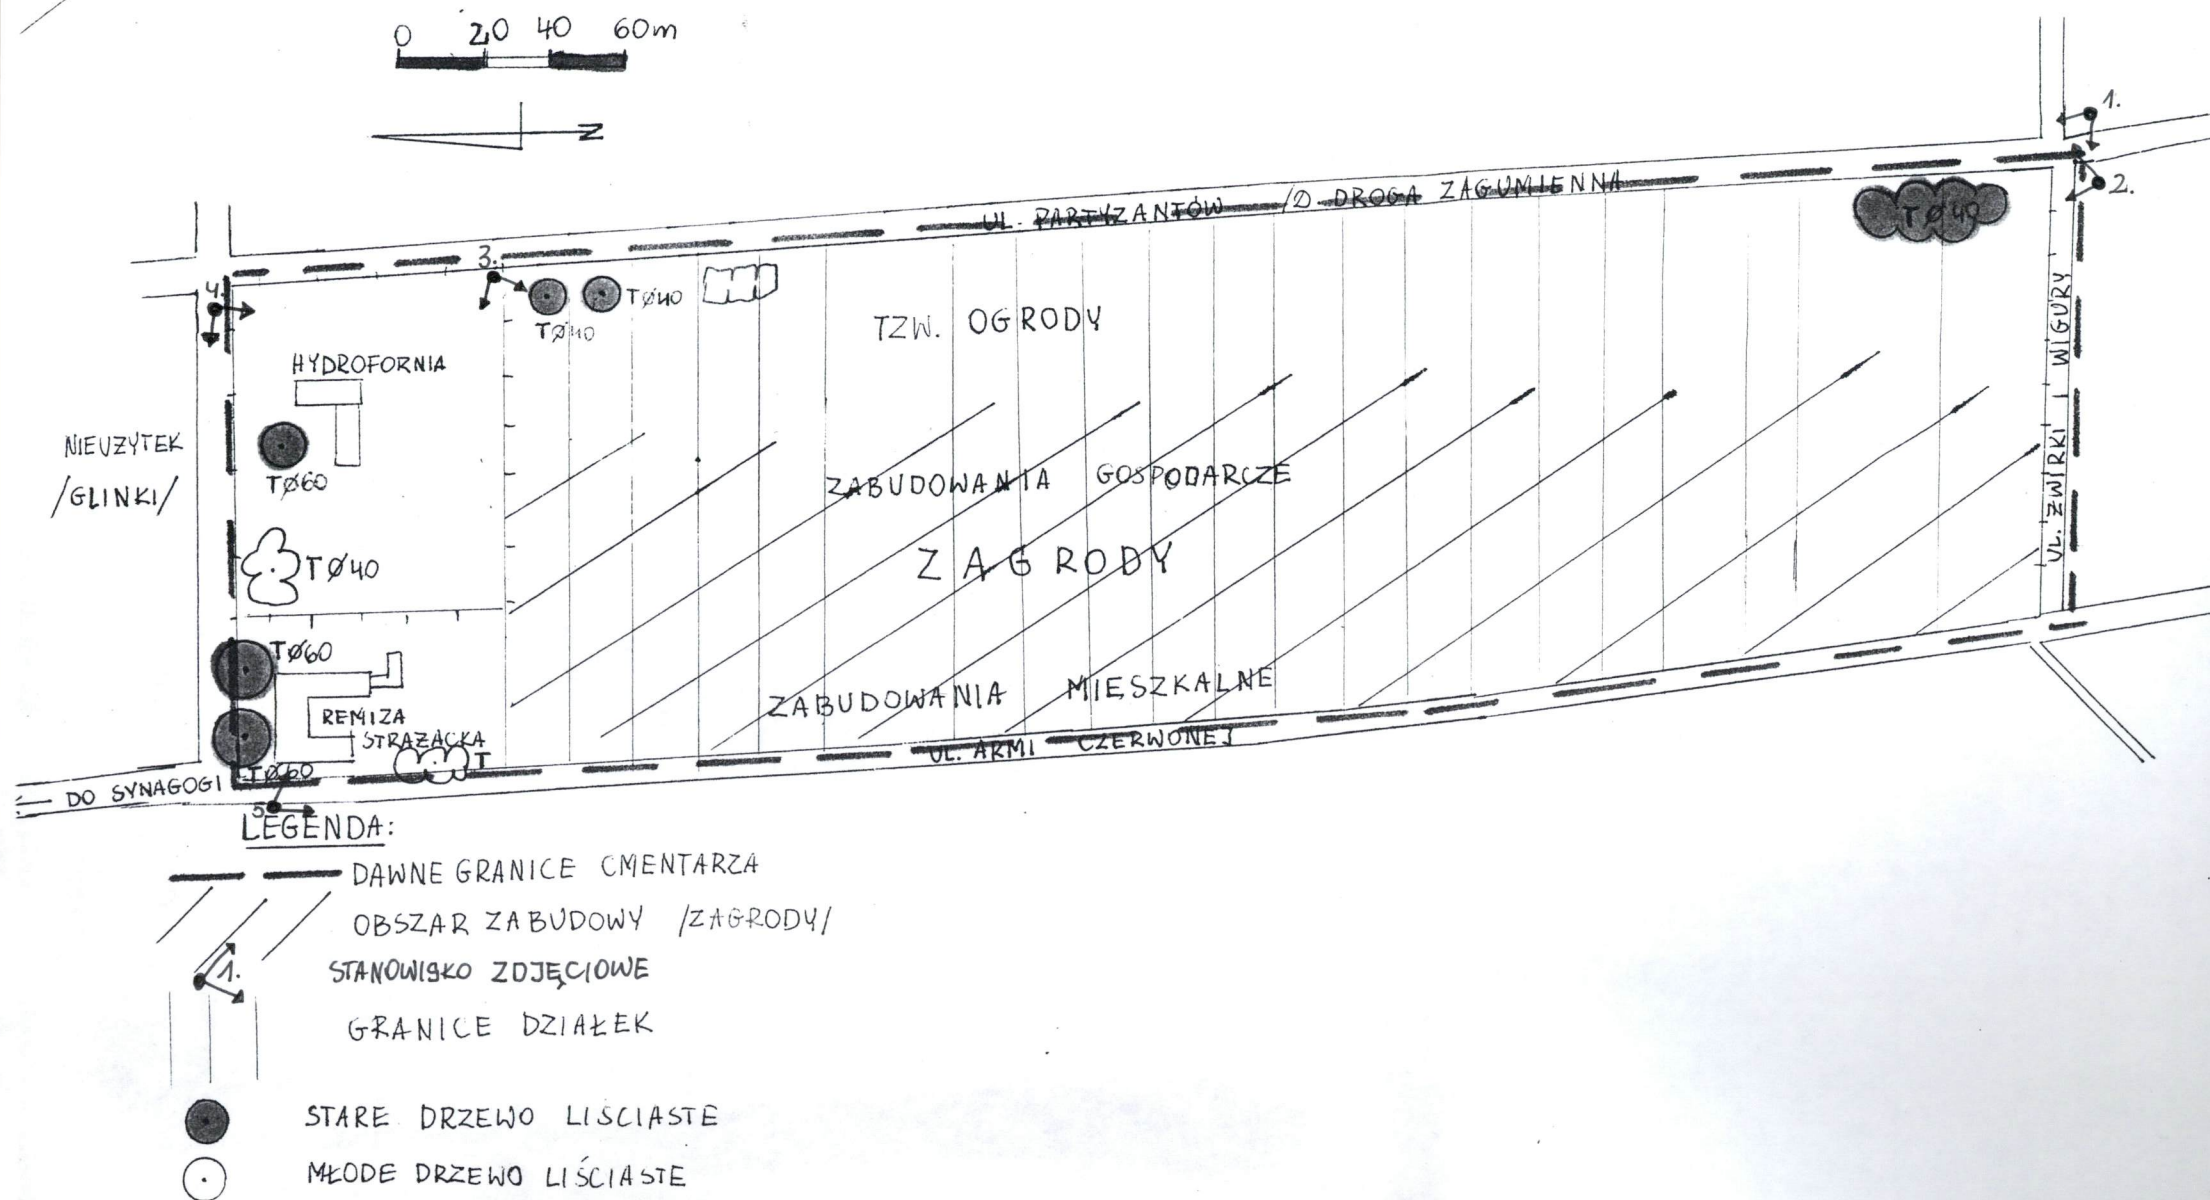 0 20 40 60m
N
1.
2.
UL. PARTYZANTÓW /D. DROGA ZAGUMIENNA
TØ40
3.
4.
TØ40
TØ40
TZW. OGRODY
UL. ŻWIRKI I WIGURY
HYDROFORNIA
NIEUŻYTEK
/GLINKI/
TØ60
ZABUDOWANIA GOSPODARCZE
ZAGRODY
TØ40
TØ60
ZABUDOWANIA MIESZKALNE
REMIZA
STRAŻACKA
T
UL. ARMI CZERWONEJ
TØ60
DO SYNAGOGI
5.
LEGENDA:
DAWNE GRANICE CMENTARZA
OBSZAR ZABUDOWY /ZAGRODY/
1.
STANOWISKO ZDJĘCIOWE
GRANICE DZIAŁEK
STARE DRZEWO LIŚCIASTE
MŁODE DRZEWO LIŚCIASTE